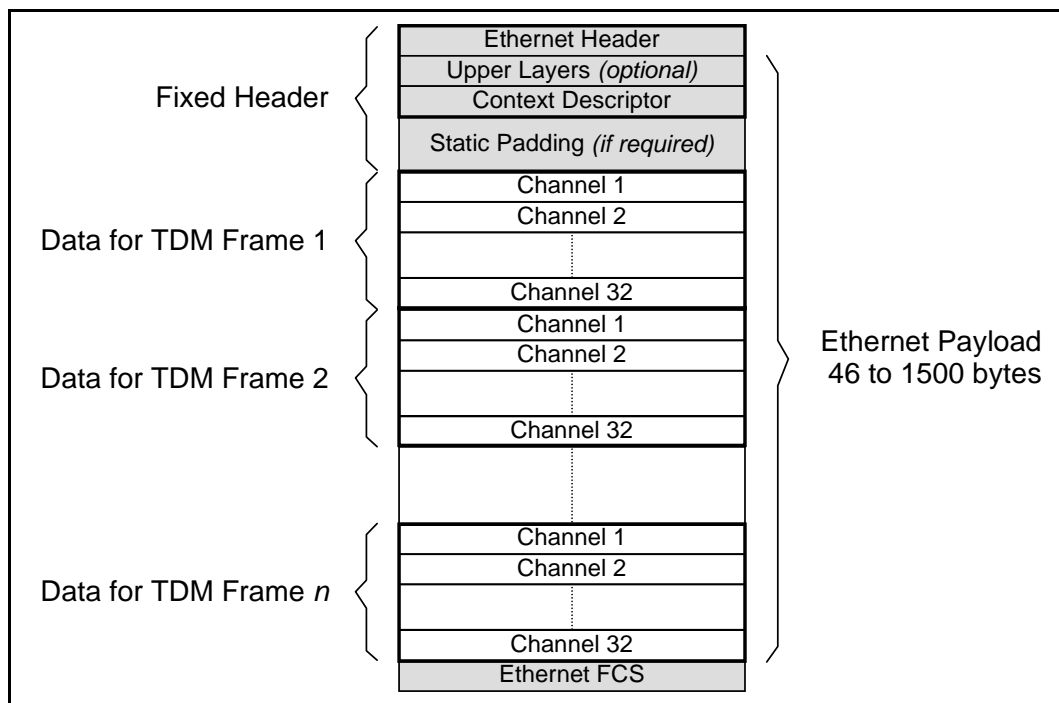 Ethernet Header
Upper Layers (optional)
Context Descriptor
Static Padding (if required)
Fixed Header
Channel 1
Channel 2
Channel 32
Data for TDM Frame 1
Channel 1
Channel 2
Channel 32
Data for TDM Frame 2
Ethernet Payload
46 to 1500 bytes
Channel 1
Channel 2
Channel 32
Data for TDM Frame n
Ethernet FCS